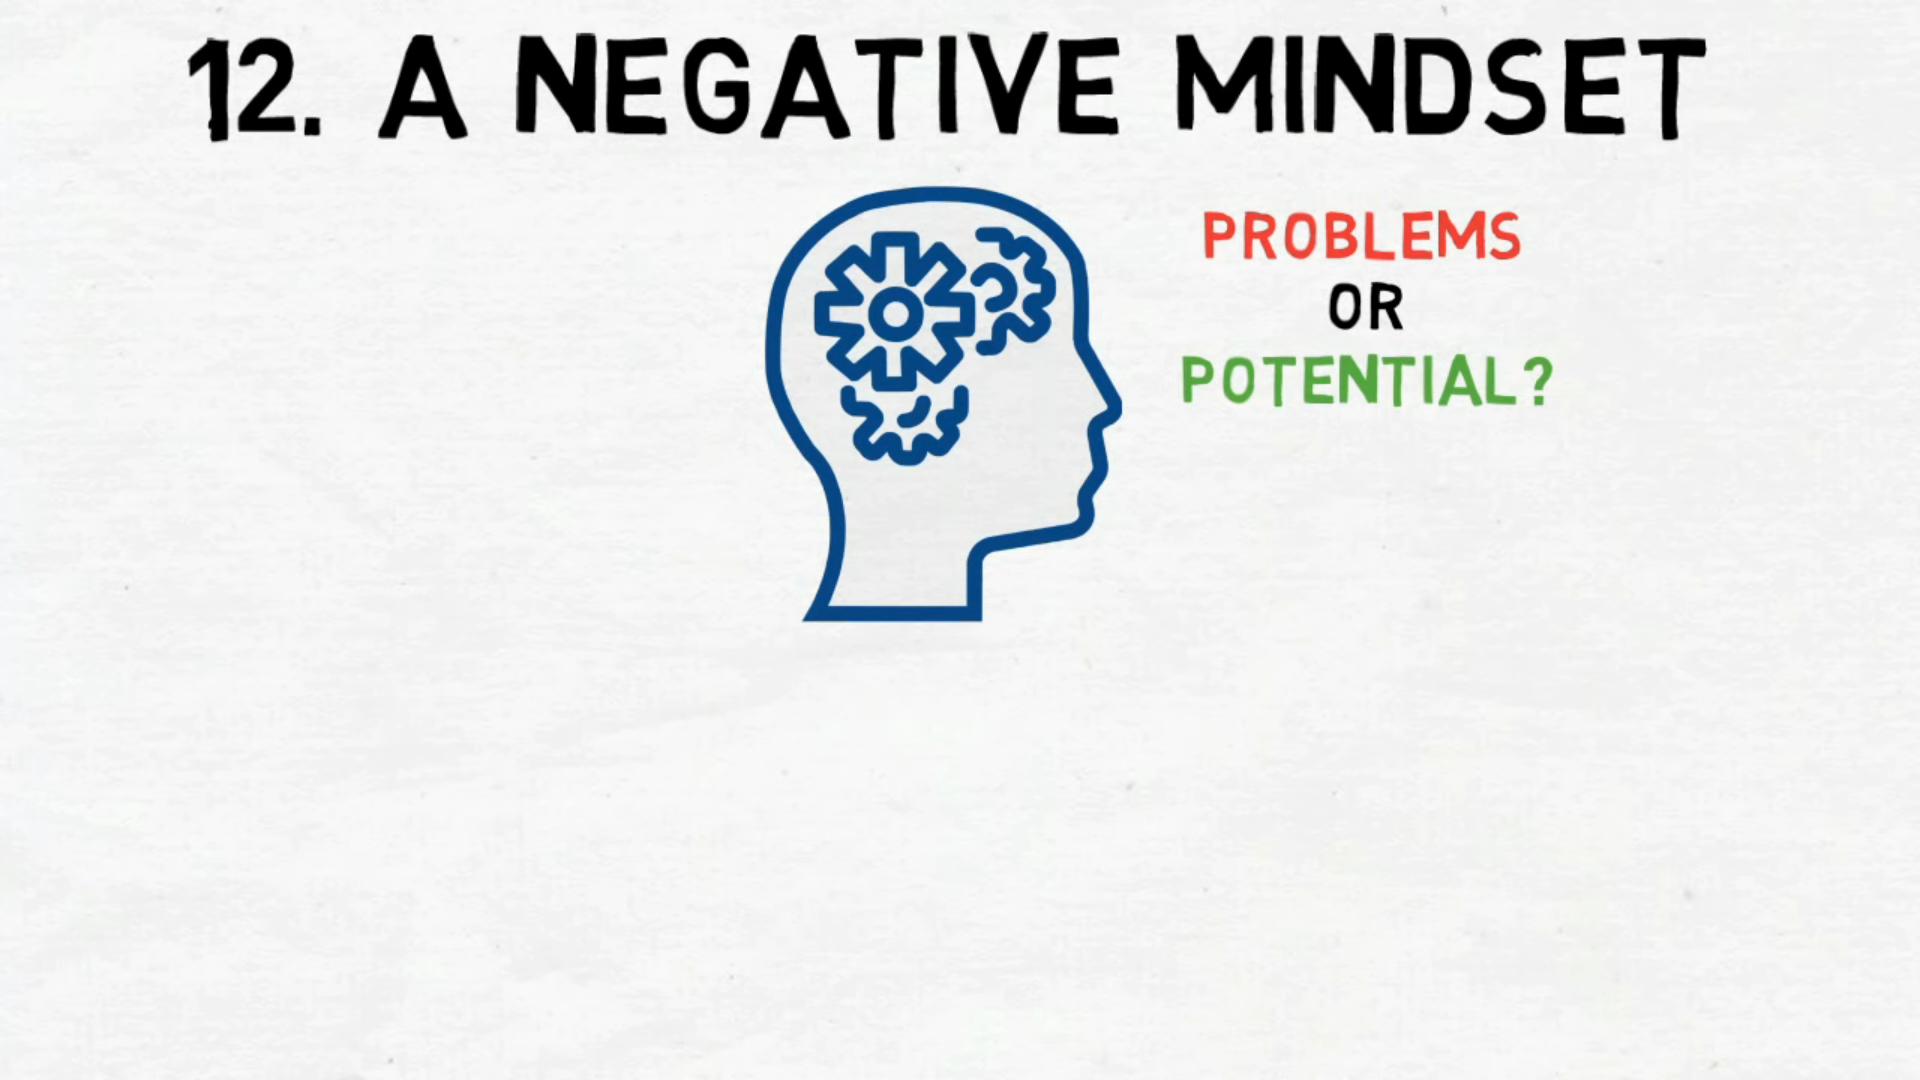 12. A NEGATIVE MINDSET
PROBLEMS
OR
POTENTIAL?